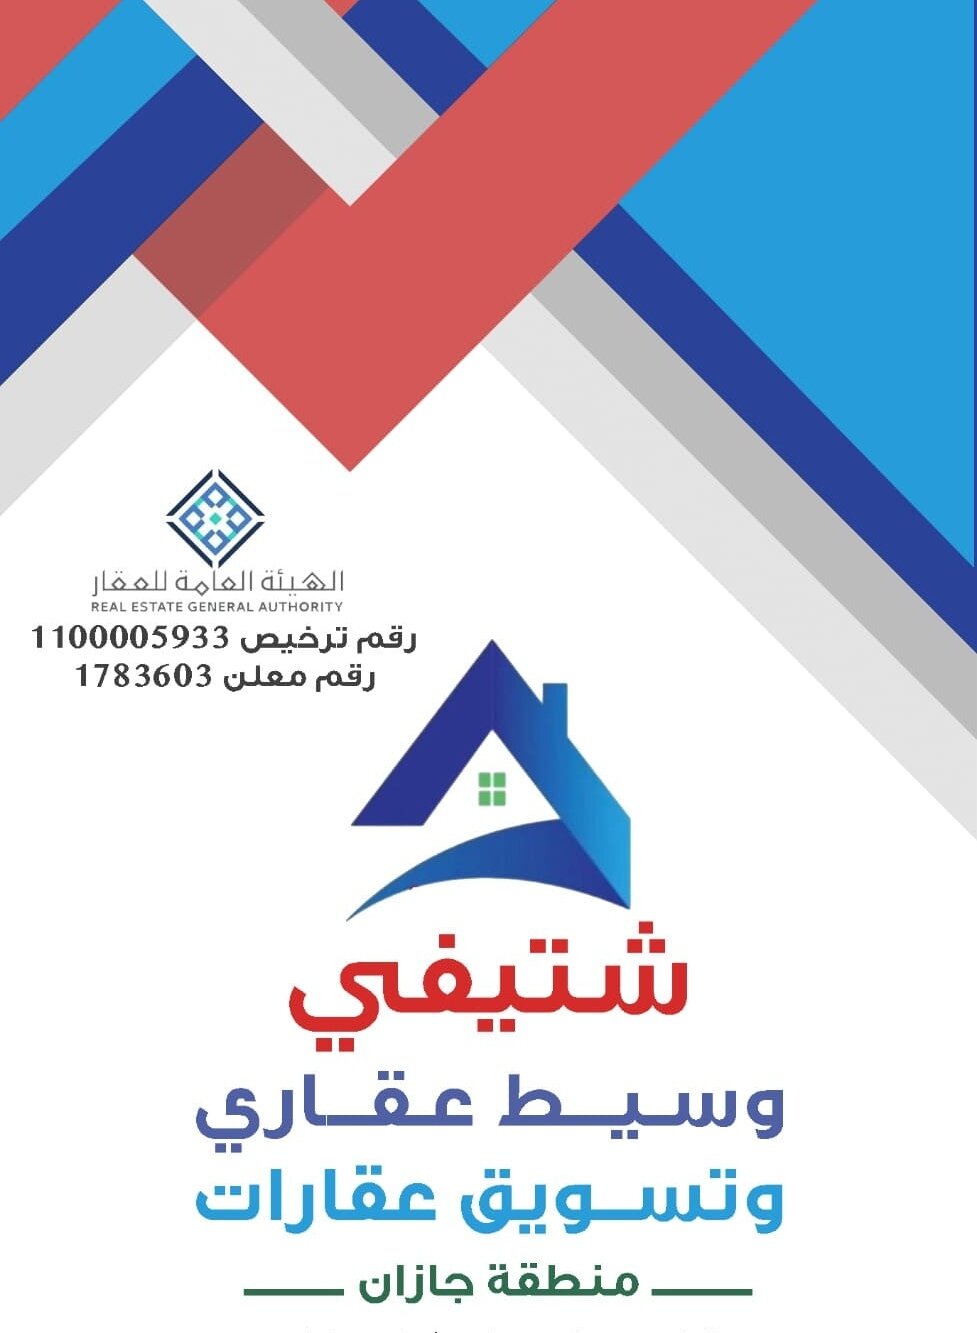 الهيئة العامة للعقار
REAL ESTATE GENERAL AUTHORITY
رقم ترخيص 1100005933
رقم معلن 1783603
شتيفي
وسيط عقاري
وتسويق عقارات
منطقة جازان